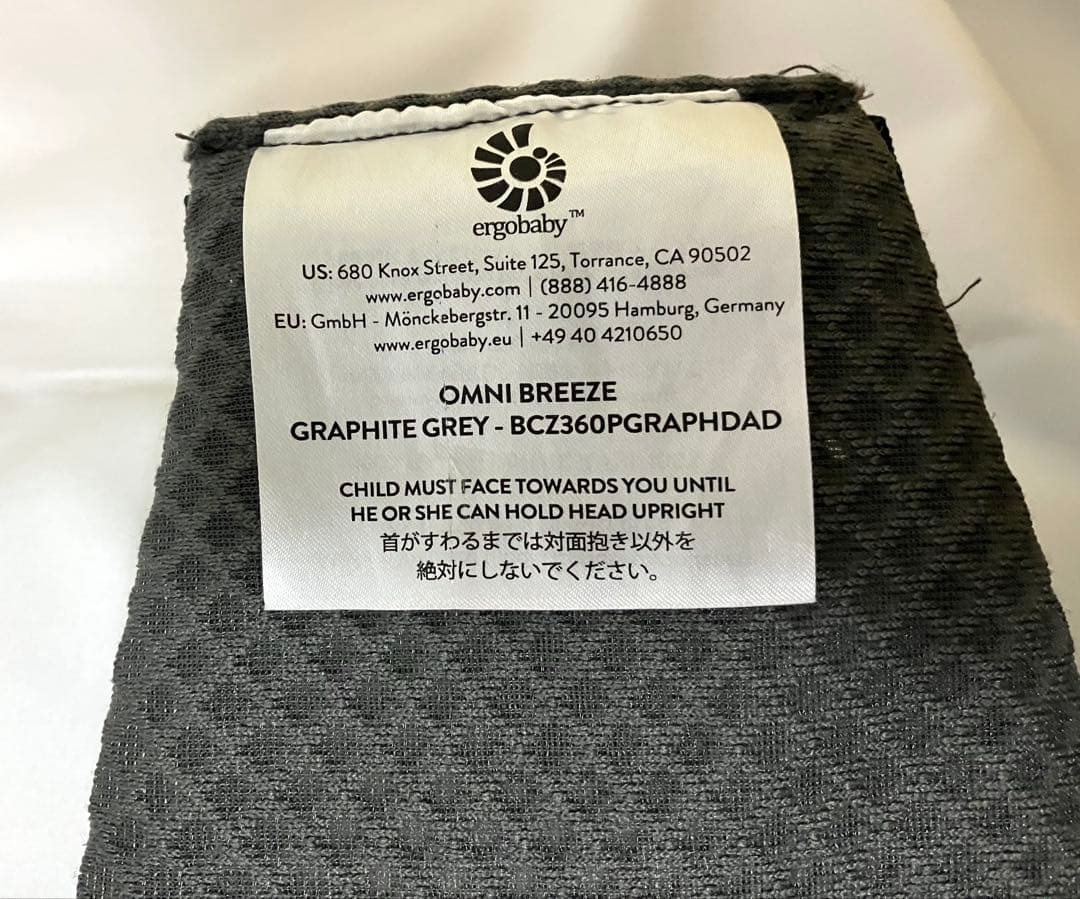 ergobaby™
US: 680 Knox Street, Suite 125, Torrance, CA 90502
www.ergobaby.com | (888) 416-4888
EU: GmbH - Mönckebergstr. 11 - 20095 Hamburg, Germany
www.ergobaby.eu | +49 40 4210650
OMNI BREEZE
GRAPHITE GREY - BCZ360PGRAPHDAD
CHILD MUST FACE TOWARDS YOU UNTIL
HE OR SHE CAN HOLD HEAD UPRIGHT
首がすわるまでは対面抱き以外を
絶対にしないでください。